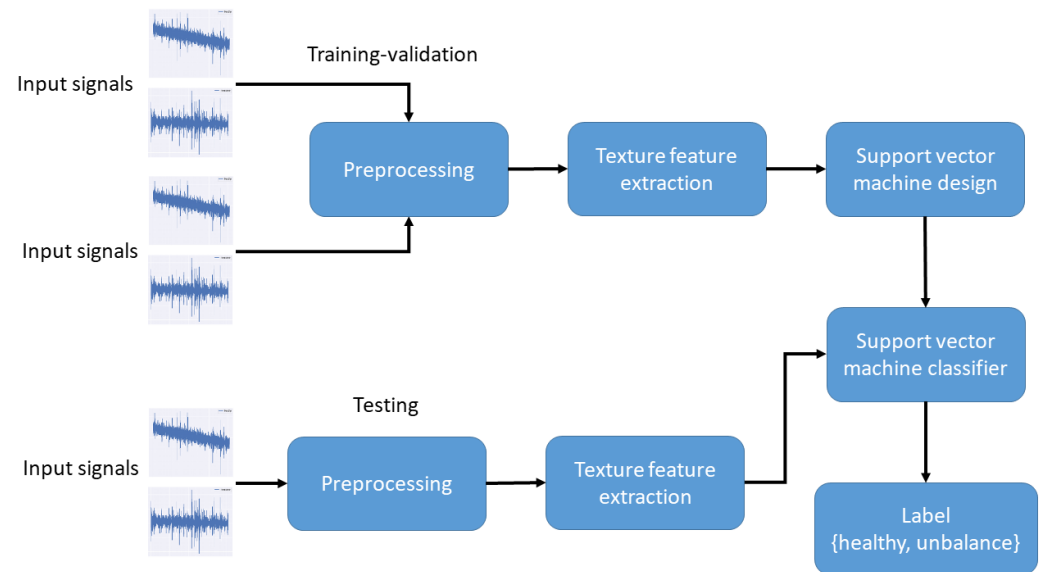 Training-validation
Input signals
Preprocessing
Texture feature
extraction
Support vector
machine design
Input signals
Support vector
machine classifier
Testing
Input signals
Preprocessing
Texture feature
extraction
Label
{healthy, unbalance}